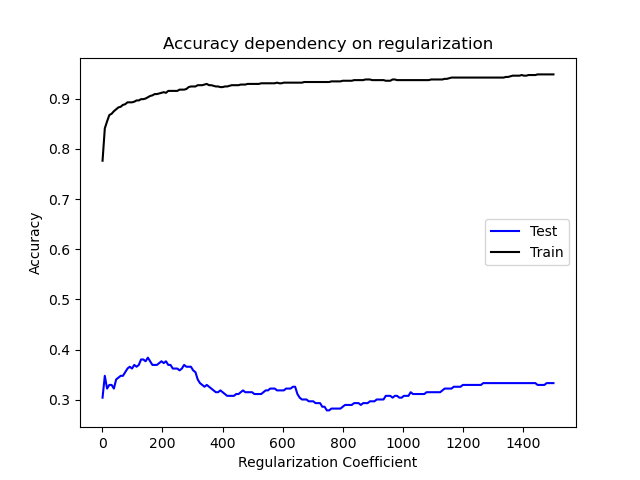 Accuracy dependency on regularization
0.9
0.8
0.7
0.6
0.5
0.4
0.3
Accuracy
Test
Train
0 200 400 600 800 1000 1200 1400
Regularization Coefficient